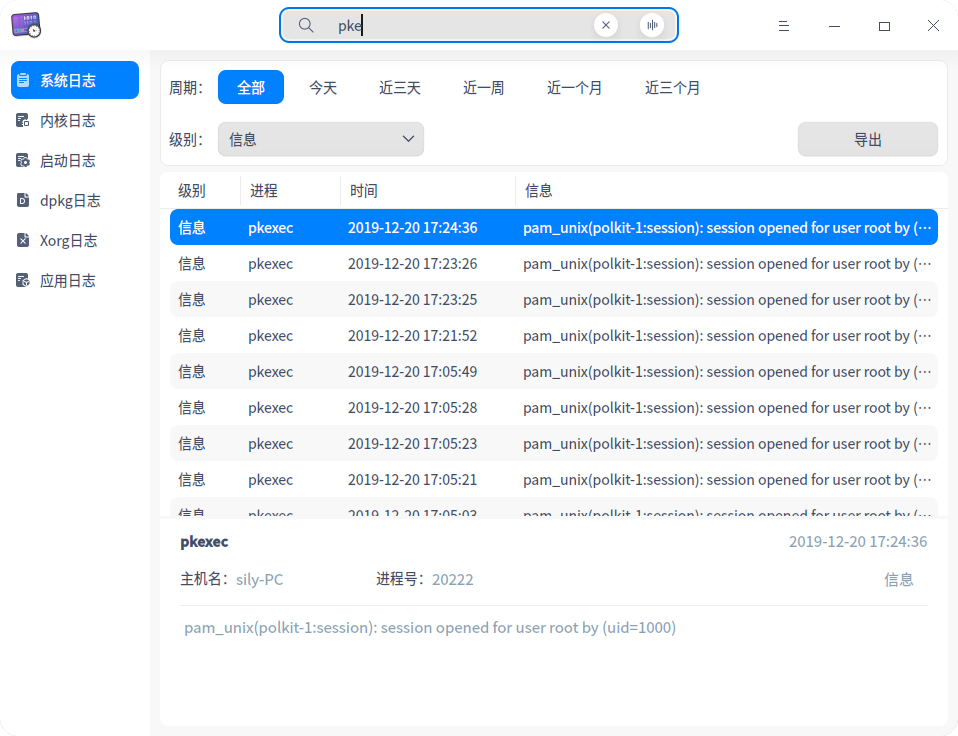 pke
系统日志
内核日志
启动日志
dpkg日志
Xorg日志
应用日志
周期： 全部 今天 近三天 近一周 近一个月 近三个月
级别： 信息 导出
级别 进程 时间 信息
信息 pkexec 2019-12-20 17:24:36 pam_unix(polkit-1:session): session opened for user root by (…
信息 pkexec 2019-12-20 17:23:26 pam_unix(polkit-1:session): session opened for user root by (…
信息 pkexec 2019-12-20 17:23:25 pam_unix(polkit-1:session): session opened for user root by (…
信息 pkexec 2019-12-20 17:21:52 pam_unix(polkit-1:session): session opened for user root by (…
信息 pkexec 2019-12-20 17:05:49 pam_unix(polkit-1:session): session opened for user root by (…
信息 pkexec 2019-12-20 17:05:28 pam_unix(polkit-1:session): session opened for user root by (…
信息 pkexec 2019-12-20 17:05:23 pam_unix(polkit-1:session): session opened for user root by (…
信息 pkexec 2019-12-20 17:05:21 pam_unix(polkit-1:session): session opened for user root by (…
信息 pkexec 2019-12-20 17:05:03 pam_unix(polkit-1:session): session opened for user root by (…
pkexec 2019-12-20 17:24:36
主机名： sily-PC 进程号： 20222 信息
pam_unix(polkit-1:session): session opened for user root by (uid=1000)